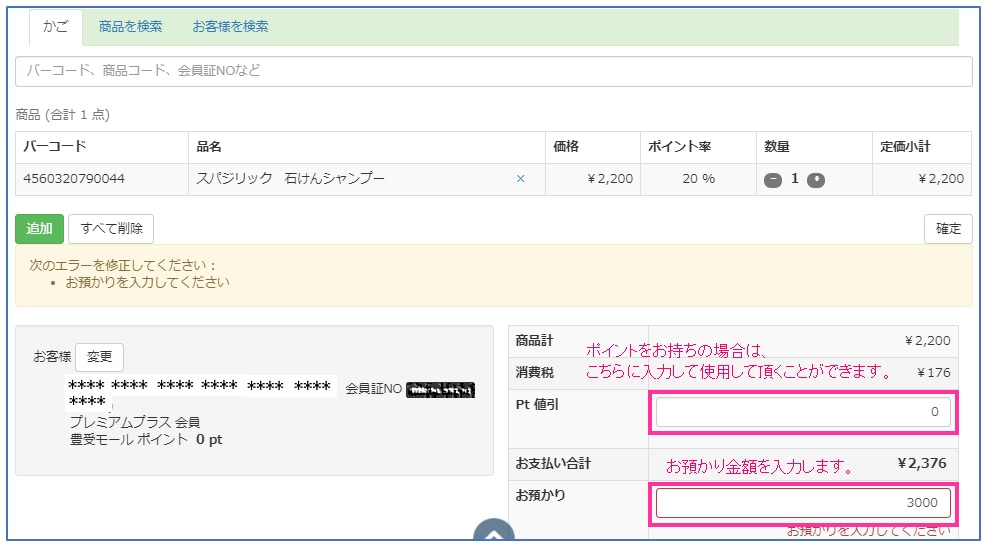 かご 商品を検索 お客様を検索
バーコード、商品コード、会員証NOなど
商品 (合計 1 点)
バーコード 品名 価格 ポイント率 数量 定価小計
4560320790044 スパジリック 石けんシャンプー × ￥2,200 20 % - 1 + ￥2,200
追加 すべて削除 確定
次のエラーを修正してください：
• お預かりを入力してください
お客様 変更
**** **** **** **** **** **** 会員証NO
****
プレミアムプラス 会員
豊受モール ポイント 0 pt
商品計 ￥2,200
ポイントをお持ちの場合は、
消費税 ￥176
こちらに入力して使用して頂くことができます。
Pt 値引 0
お支払い合計 ￥2,376
お預かり金額を入力します。
お預かり 3000
お預かりを入力してください